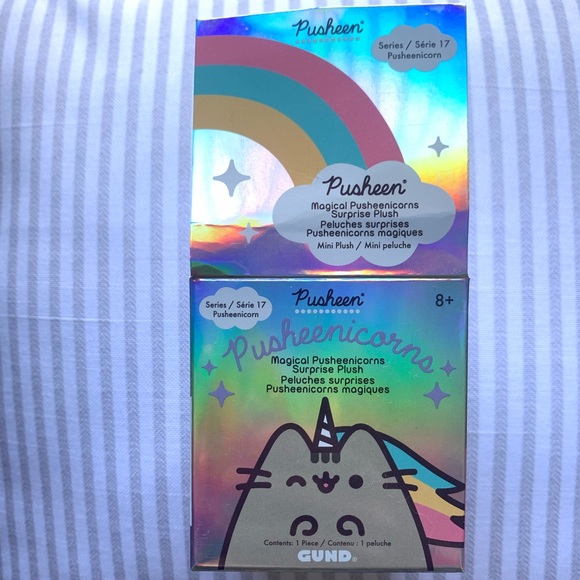 Pusheen®
Series / Série 17
Pusheenicorn
Pusheen®
Magical Pusheenicorns
Surprise Plush
Peluches surprises
Pusheenicorns magiques
Mini Plush / Mini peluche
Pusheen®
8+
Series / Série 17
Pusheenicorn
Pusheenicorns
Magical Pusheenicorns
Surprise Plush
Peluches surprises
Pusheenicorns magiques
Contents: 1 Piece / Contenu : 1 peluche
GUND®